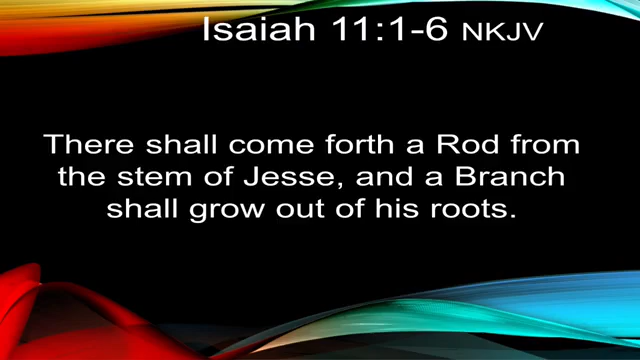 Isaiah 11:1-6 NKJV
There shall come forth a Rod from
the stem of Jesse, and a Branch
shall grow out of his roots.